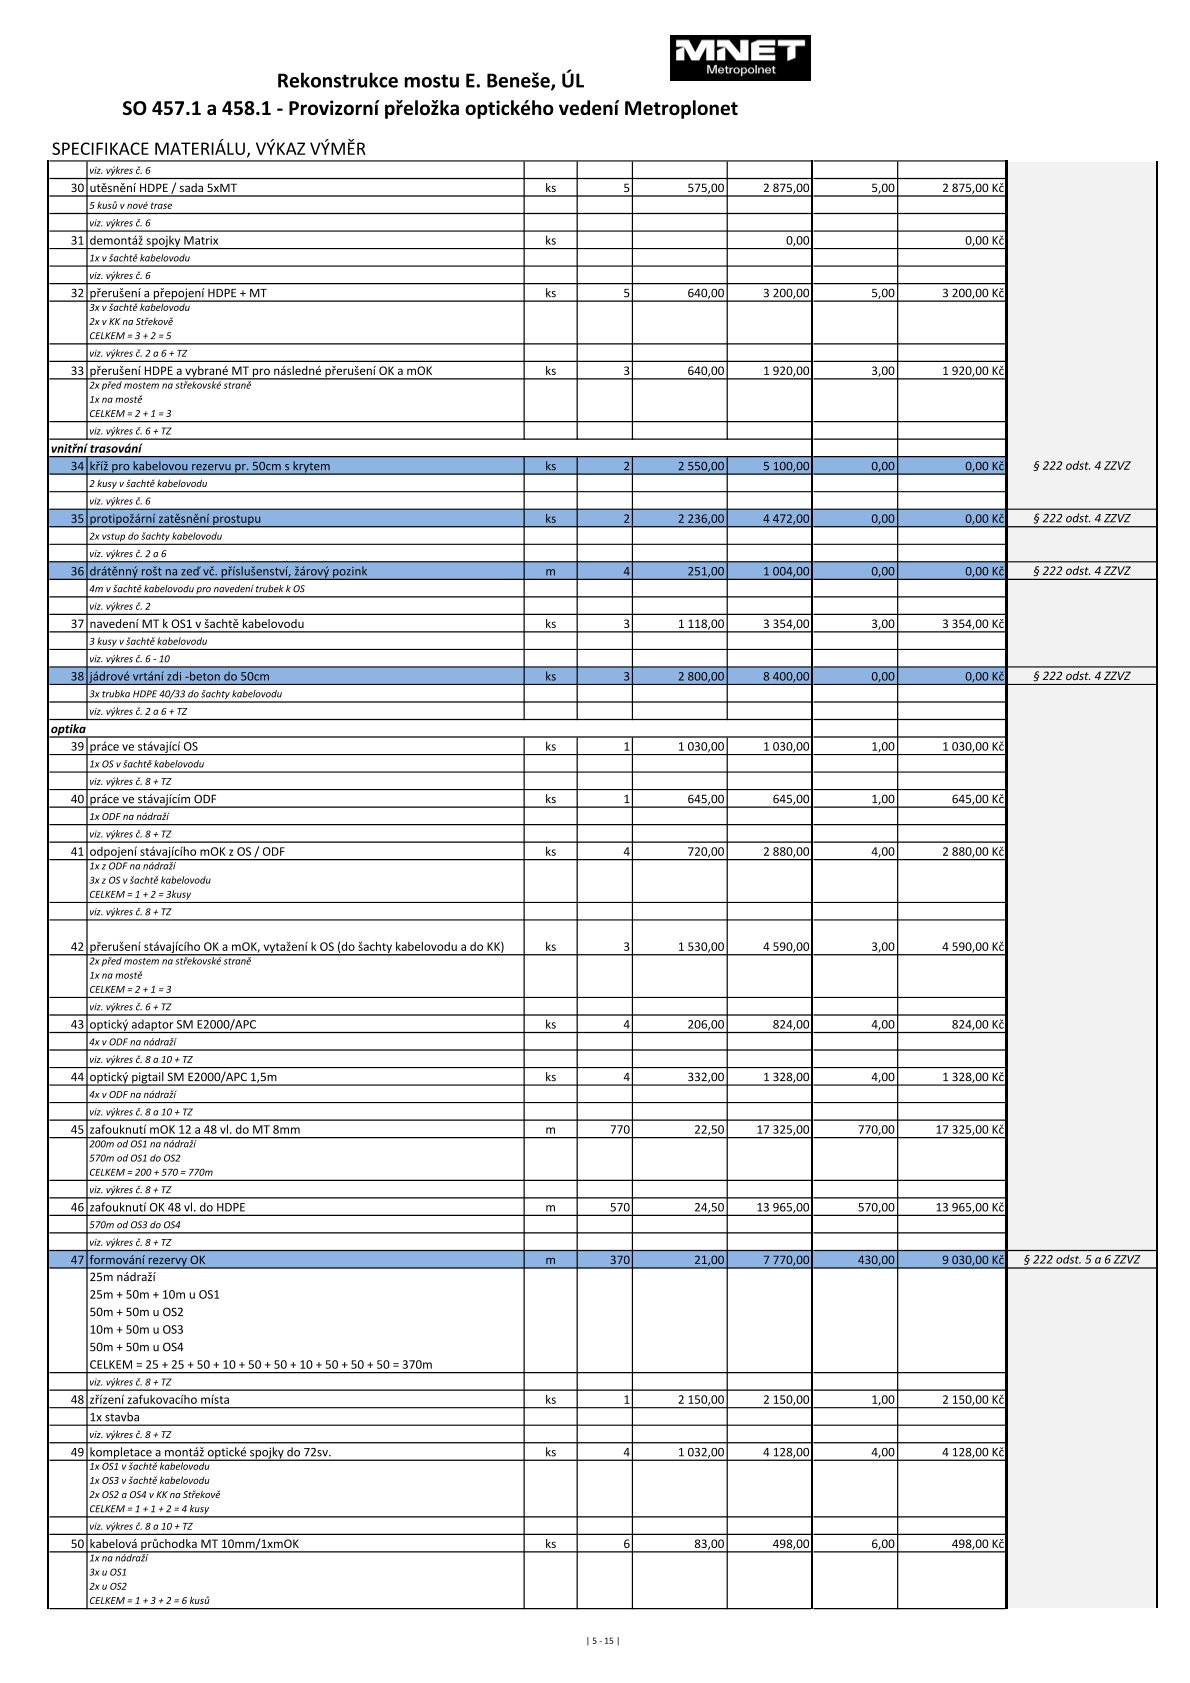 MNET
Metropolnet
Rekonstrukce mostu E. Beneše, ÚL
SO 457.1 a 458.1 - Provizorní přeložka optického vedení Metroplonet
SPECIFIKACE MATERIÁLU, VÝKAZ VÝMĚR
viz. výkres č. 6
30 utěsnění HDPE / sada 5xMT ks 5 575,00 2 875,00 5,00 2 875,00 Kč
5 kusů v nové trase
viz. výkres č. 6
31 demontáž spojky Matrix ks 0,00 0,00 Kč
1x v šachtě kabelovodu
viz. výkres č. 6
32 přerušení a přepojení HDPE + MT ks 5 640,00 3 200,00 5,00 3 200,00 Kč
3x v šachtě kabelovodu
2x v KK na Střekově
CELKEM = 3 + 2 = 5
viz. výkres č. 2 a 6 + TZ
33 přerušení HDPE a vybrané MT pro následné přerušení OK a mOK ks 3 640,00 1 920,00 3,00 1 920,00 Kč
2x před mostem na střekovské straně
1x na mostě
CELKEM = 2 + 1 = 3
viz. výkres č. 6 + TZ
vnitřní trasování
34 kříž pro kabelovou rezervu pr. 50cm s krytem ks 2 2 550,00 5 100,00 0,00 0,00 Kč § 222 odst. 4 ZZVZ
2 kusy v šachtě kabelovodu
viz. výkres č. 6
35 protipožární zatěsnění prostupu ks 2 2 236,00 4 472,00 0,00 0,00 Kč § 222 odst. 4 ZZVZ
2x vstup do šachty kabelovodu
viz. výkres č. 2 a 6
36 drátěnný rošt na zeď vč. příslušenství, žárový pozink m 4 251,00 1 004,00 0,00 0,00 Kč § 222 odst. 4 ZZVZ
4m v šachtě kabelovodu pro navedení trubek k OS
viz. výkres č. 2
37 navedení MT k OS1 v šachtě kabelovodu ks 3 1 118,00 3 354,00 3,00 3 354,00 Kč
3 kusy v šachtě kabelovodu
viz. výkres č. 6 - 10
38 jádrové vrtání zdi -beton do 50cm ks 3 2 800,00 8 400,00 0,00 0,00 Kč § 222 odst. 4 ZZVZ
3x trubka HDPE 40/33 do šachty kabelovodu
viz. výkres č. 2 a 6 + TZ
optika
39 práce ve stávající OS ks 1 1 030,00 1 030,00 1,00 1 030,00 Kč
1x OS v šachtě kabelovodu
viz. výkres č. 8 + TZ
40 práce ve stávajícím ODF ks 1 645,00 645,00 1,00 645,00 Kč
1x ODF na nádraží
viz. výkres č. 8 + TZ
41 odpojení stávajícího mOK z OS / ODF ks 4 720,00 2 880,00 4,00 2 880,00 Kč
1x z ODF na nádraží
3x z OS v šachtě kabelovodu
CELKEM = 1 + 2 = 3kusy
viz. výkres č. 8 + TZ
42 přerušení stávajícího OK a mOK, vytažení k OS (do šachty kabelovodu a do KK) ks 3 1 530,00 4 590,00 3,00 4 590,00 Kč
2x před mostem na střekovské straně
1x na mostě
CELKEM = 2 + 1 = 3
viz. výkres č. 6 + TZ
43 optický adaptor SM E2000/APC ks 4 206,00 824,00 4,00 824,00 Kč
4x v ODF na nádraží
viz. výkres č. 8 a 10 + TZ
44 optický pigtail SM E2000/APC 1,5m ks 4 332,00 1 328,00 4,00 1 328,00 Kč
4x v ODF na nádraží
viz. výkres č. 8 a 10 + TZ
45 zafouknutí mOK 12 a 48 vl. do MT 8mm m 770 22,50 17 325,00 770,00 17 325,00 Kč
200m od OS1 na nádraží
570m od OS1 do OS2
CELKEM = 200 + 570 = 770m
viz. výkres č. 8 + TZ
46 zafouknutí OK 48 vl. do HDPE m 570 24,50 13 965,00 570,00 13 965,00 Kč
570m od OS3 do OS4
viz. výkres č. 8 + TZ
47 formování rezervy OK m 370 21,00 7 770,00 430,00 9 030,00 Kč § 222 odst. 5 a 6 ZZVZ
25m nádraží
25m + 50m + 10m u OS1
50m + 50m u OS2
10m + 50m u OS3
50m + 50m u OS4
CELKEM = 25 + 25 + 50 + 10 + 50 + 50 + 10 + 50 + 50 + 50 = 370m
viz. výkres č. 8 + TZ
48 zřízení zafukovacího místa ks 1 2 150,00 2 150,00 1,00 2 150,00 Kč
1x stavba
viz. výkres č. 8 + TZ
49 kompletace a montáž optické spojky do 72sv. ks 4 1 032,00 4 128,00 4,00 4 128,00 Kč
1x OS1 v šachtě kabelovodu
1x OS3 v šachtě kabelovodu
2x OS2 a OS4 v KK na Střekově
CELKEM = 1 + 1 + 2 = 4 kusy
viz. výkres č. 8 a 10 + TZ
50 kabelová průchodka MT 10mm/1xmOK ks 6 83,00 498,00 6,00 498,00 Kč
1x na nádraží
3x u OS1
2x u OS2
CELKEM = 1 + 3 + 2 = 6 kusů
| 5 - 15 |